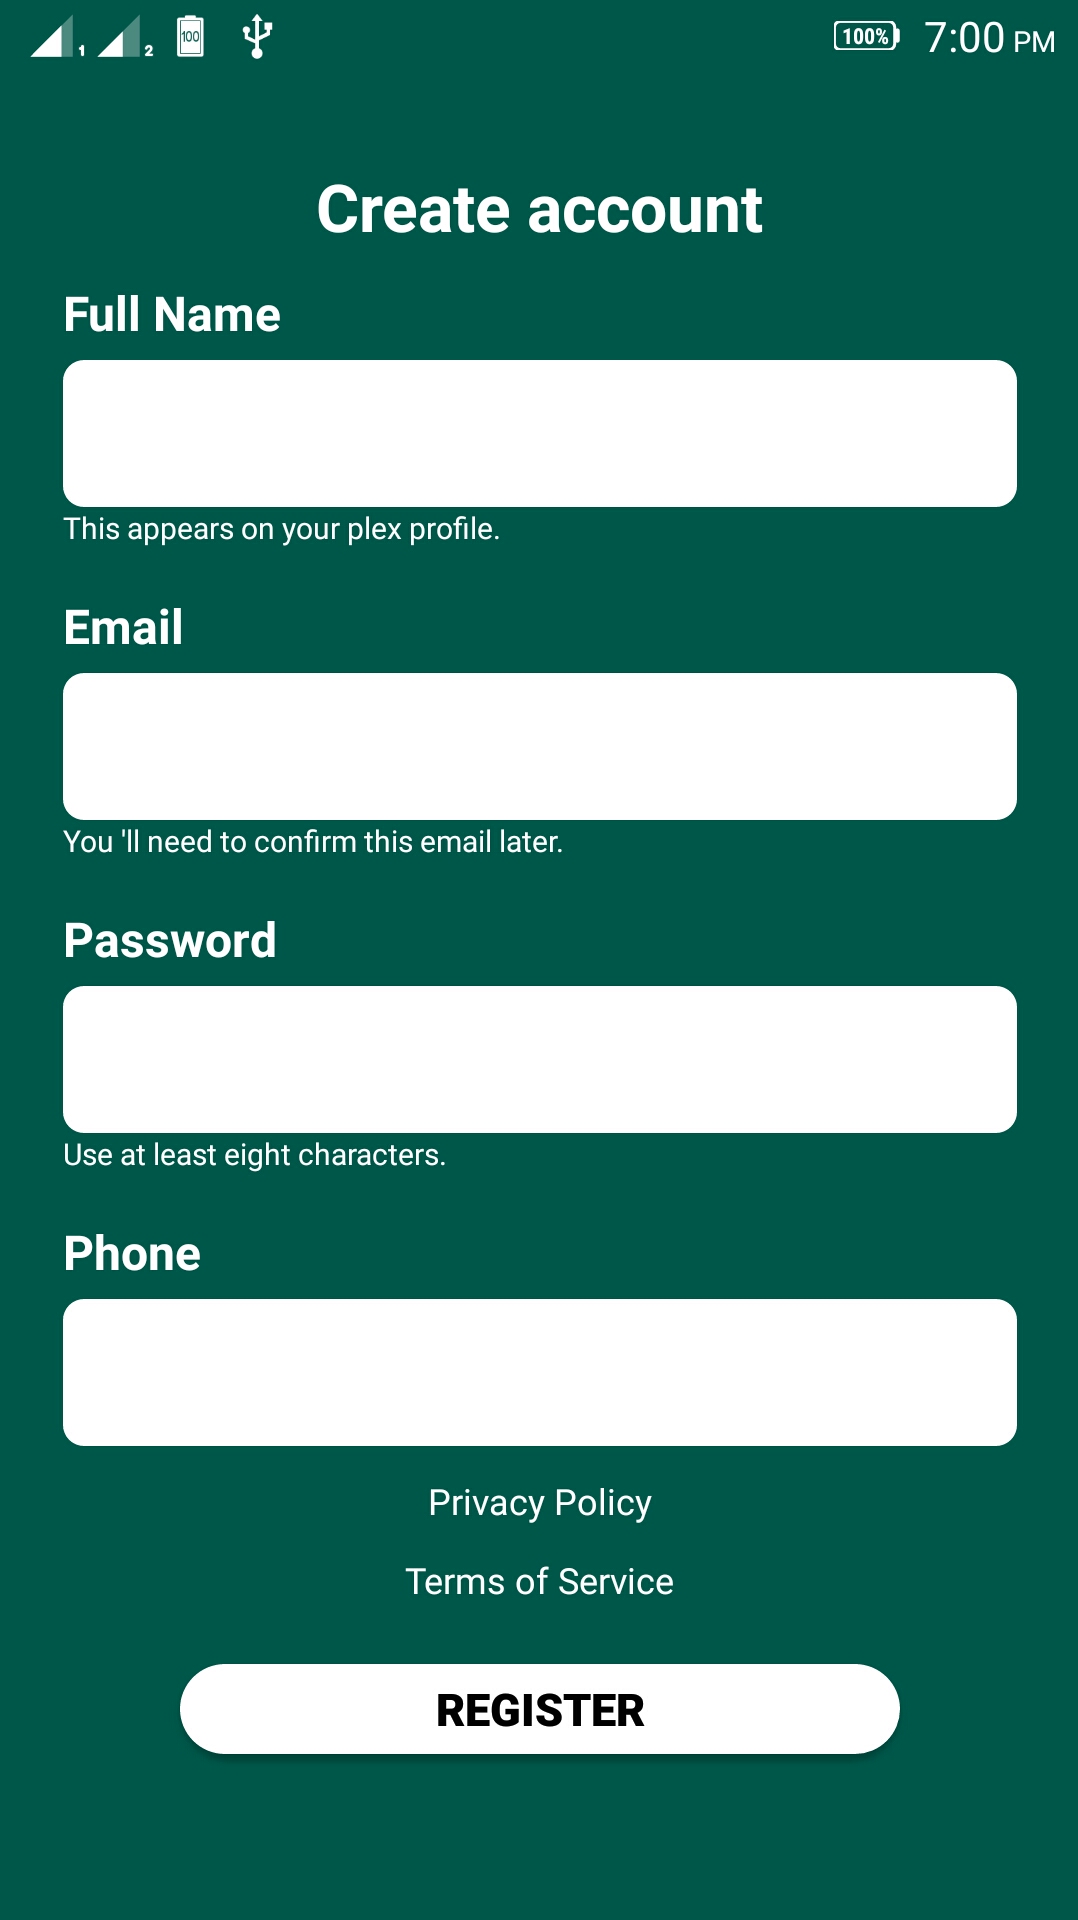 1 2 100 100% 7:00 PM
Create account
Full Name
This appears on your plex profile.
Email
You 'll need to confirm this email later.
Password
Use at least eight characters.
Phone
Privacy Policy
Terms of Service
REGISTER